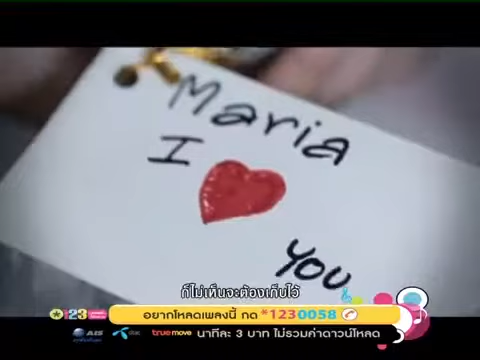 Maria
I ❤
You
ก็ไม่เห็นจะต้องเก็บไว้
*123
อยากโหลดเพลงนี้ กด *1230058
AIS dtac truemove นาทีละ 3 บาท ไม่รวมค่าดาวน์โหลด